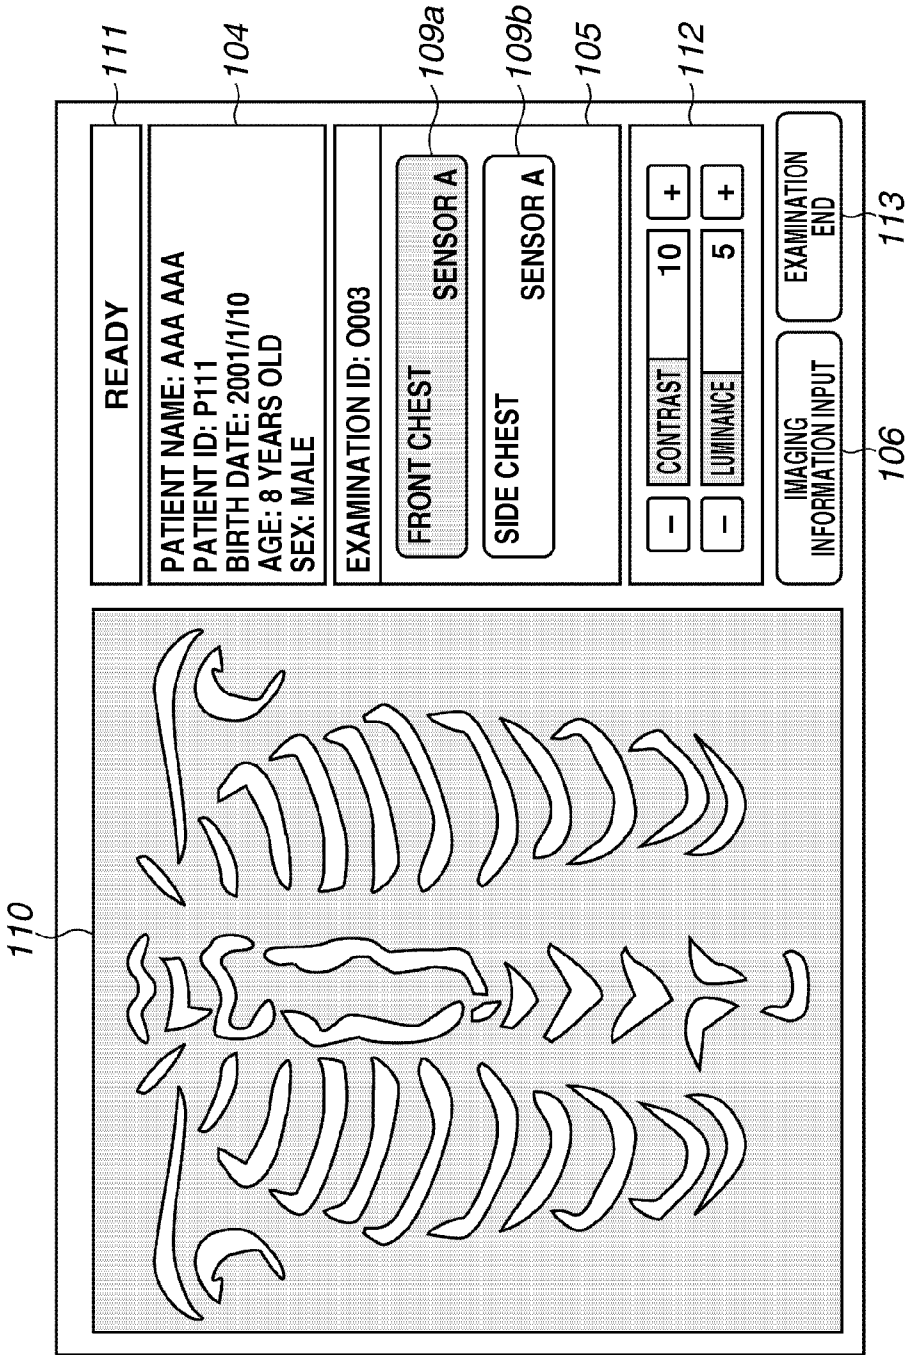 110
READY
111
PATIENT NAME: AAA AAA
PATIENT ID: P111
BIRTH DATE: 2001/1/10
AGE: 8 YEARS OLD
SEX: MALE
104
EXAMINATION ID: 0003
FRONT CHEST
SENSOR A
109a
SIDE CHEST
SENSOR A
109b
105
− CONTRAST 10 +
− LUMINANCE 5 +
112
IMAGING
INFORMATION INPUT
106
EXAMINATION
END
113